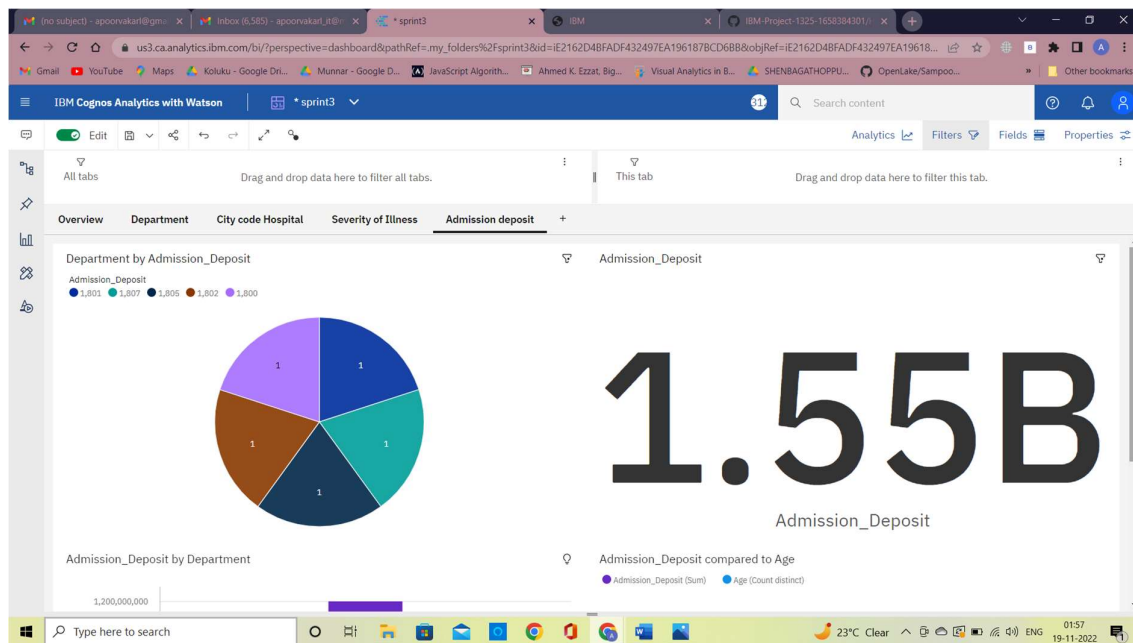 (no subject) - apoorvakarl@gmai
Inbox (6,585) - apoorvakarl_it@m
* sprint3
IBM
IBM-Project-1325-1658384301/
us3.ca.analytics.ibm.com/bi/?perspective=dashboard&pathRef=.my_folders%2Fsprint3&id=iE2162D4BFADF432497EA196187BCD6BB&objRef=iE2162D4BFADF432497EA19618...
Gmail YouTube Maps Koluku - Google Dri... Munnar - Google D... JavaScript Algorith... Ahmed K. Ezzat, Big... Visual Analytics in B... SHENBAGATHOPPU... OpenLake/Sampoo... » Other bookmarks
IBM Cognos Analytics with Watson * sprint3 Search content
Edit Analytics Filters Fields Properties
All tabs Drag and drop data here to filter all tabs. This tab Drag and drop data here to filter this tab.
Overview Department City code Hospital Severity of Illness Admission deposit +
Department by Admission_Deposit
Admission_Deposit
1,801 1,807 1,805 1,802 1,800
1
1
1
1
1
Admission_Deposit
1.55B
Admission_Deposit
Admission_Deposit by Department
1,200,000,000
Admission_Deposit compared to Age
Admission_Deposit (Sum) Age (Count distinct)
Type here to search 23°C Clear ENG 01:57
19-11-2022